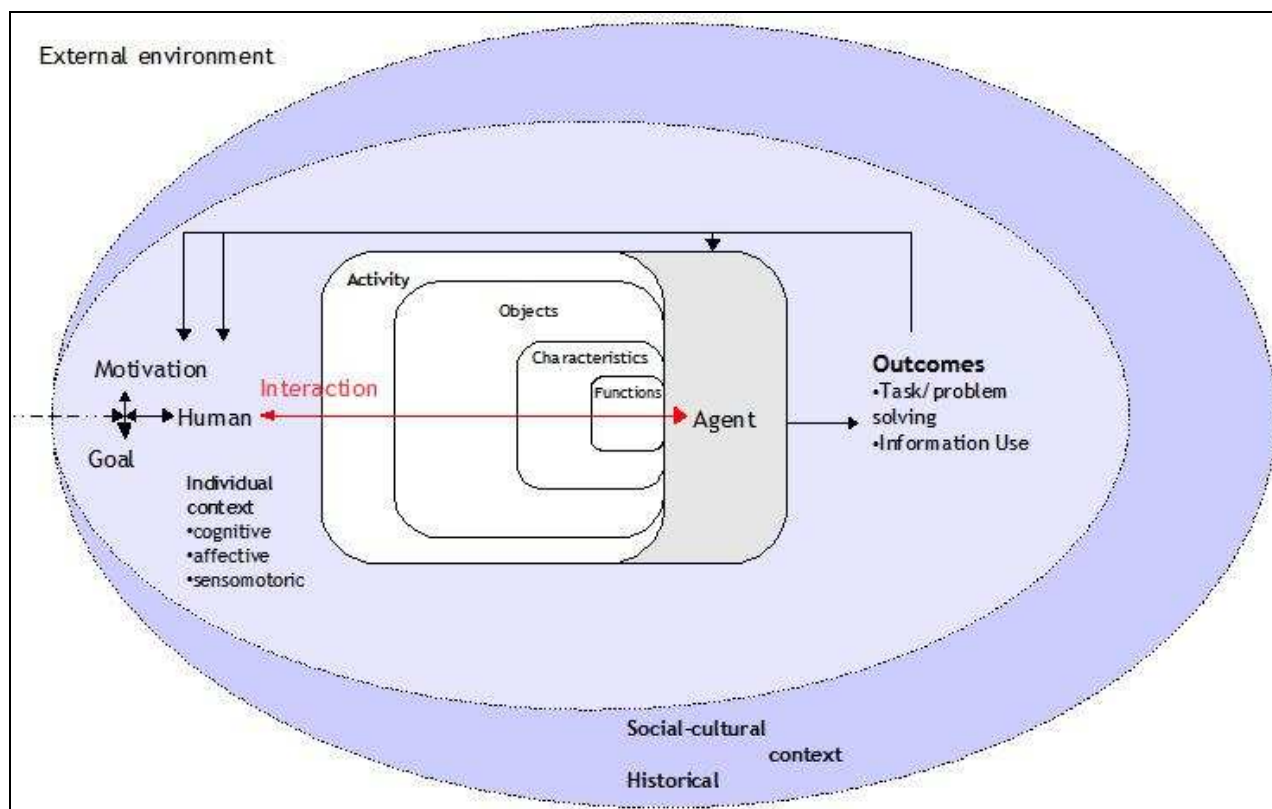 External environment
Activity
Objects
Characteristics
Functions
Motivation
Interaction
Human
Goal
Agent
Individual
context
•cognitive
•affective
•sensomotoric
Outcomes
•Task/problem
solving
•Information Use
Social-cultural
context
Historical